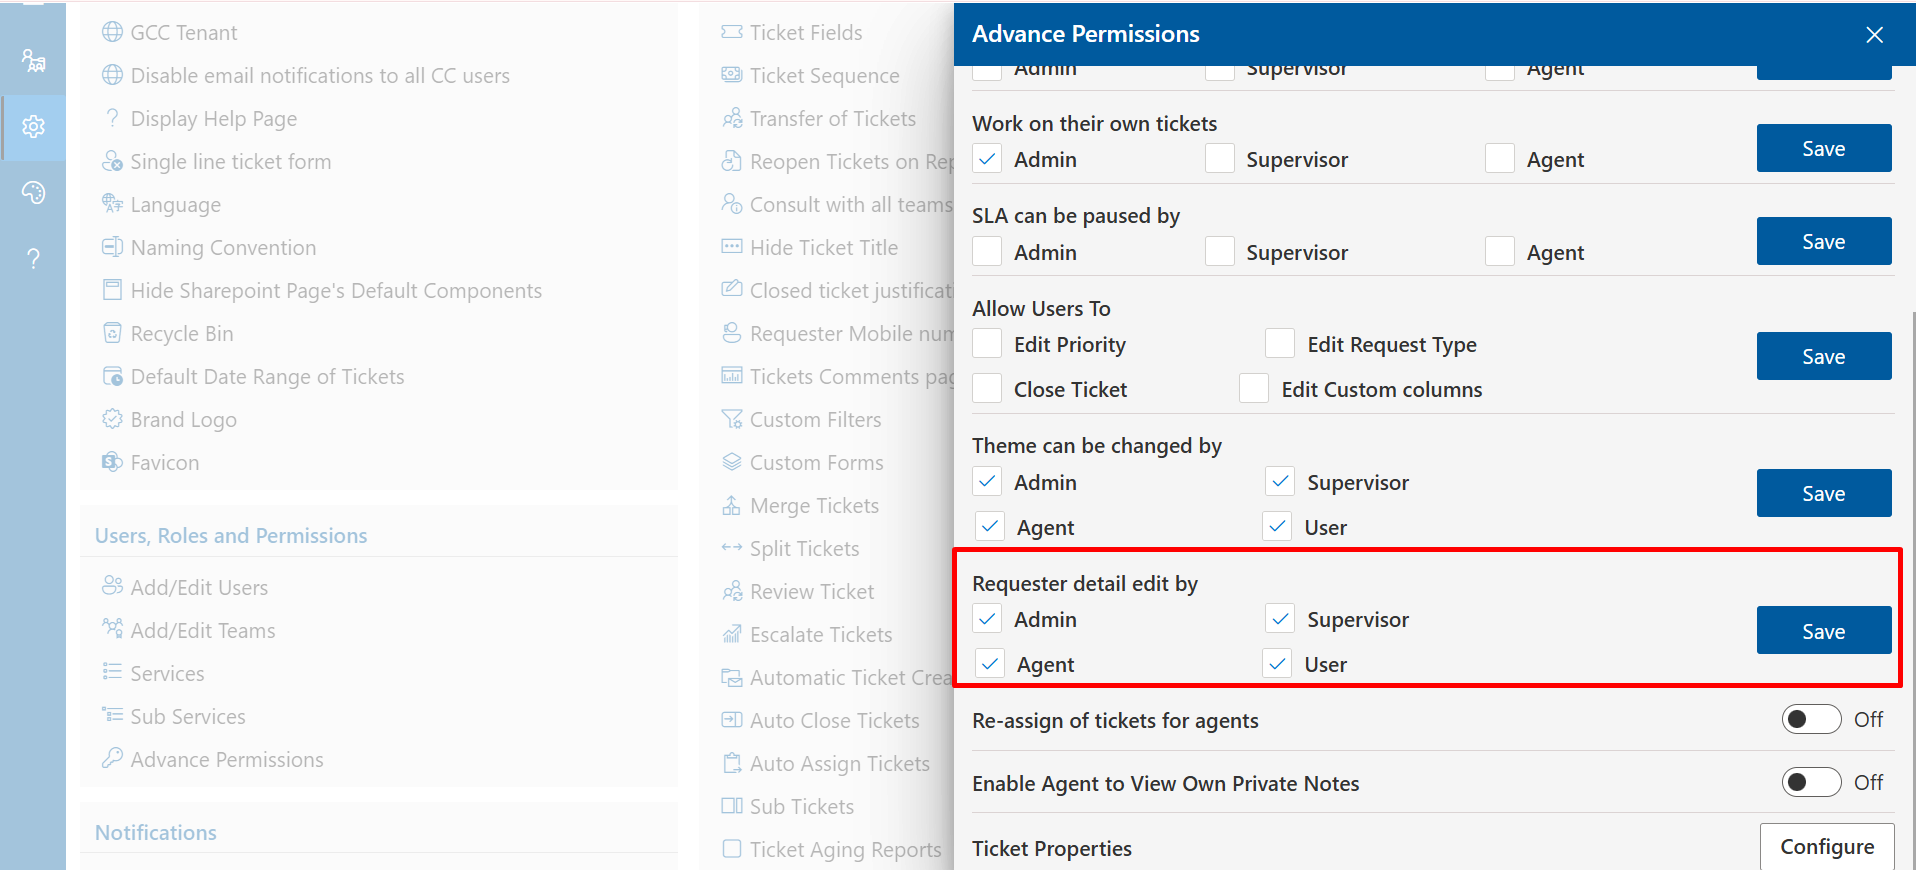 GCC Tenant
Disable email notifications to all CC users
Display Help Page
Single line ticket form
Language
Naming Convention
Hide Sharepoint Page's Default Components
Recycle Bin
Default Date Range of Tickets
Brand Logo
Favicon
Users, Roles and Permissions
Add/Edit Users
Add/Edit Teams
Services
Sub Services
Advance Permissions
Notifications
Ticket Fields
Ticket Sequence
Transfer of Tickets
Reopen Tickets on
Consult with all teams
Hide Ticket Title
Closed ticket
Requester Mobile
Tickets Comments
Custom Filters
Custom Forms
Merge Tickets
Split Tickets
Review Ticket
Escalate Tickets
Automatic Ticket
Auto Close Tickets
Auto Assign Tickets
Sub Tickets
Ticket Aging Reports
Advance Permissions
Admin Supervisor Agent
Work on their own tickets
Admin Supervisor Agent Save
SLA can be paused by
Admin Supervisor Agent Save
Allow Users To
Edit Priority Edit Request Type Save
Close Ticket Edit Custom columns
Theme can be changed by
Admin Supervisor Save
Agent User
Requester detail edit by
Admin Supervisor Save
Agent User
Re-assign of tickets for agents Off
Enable Agent to View Own Private Notes Off
Ticket Properties Configure